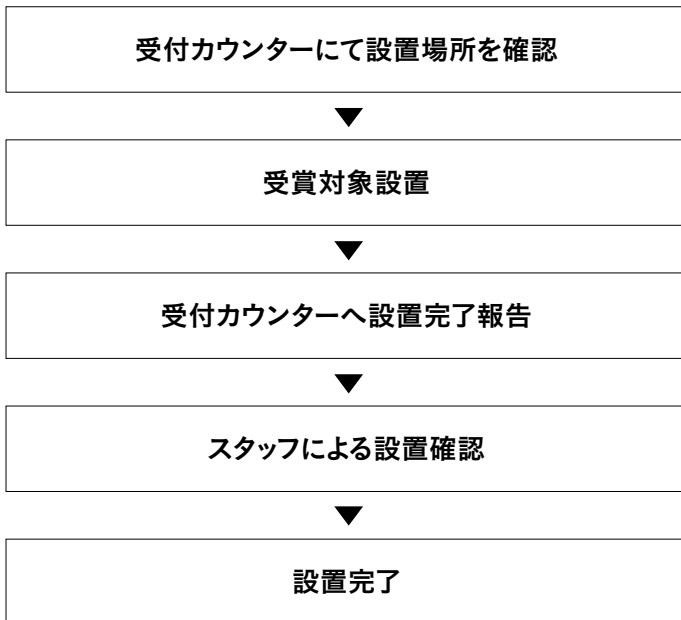 受付カウンターにて設置場所を確認
受賞対象設置
受付カウンターへ設置完了報告
スタッフによる設置確認
設置完了